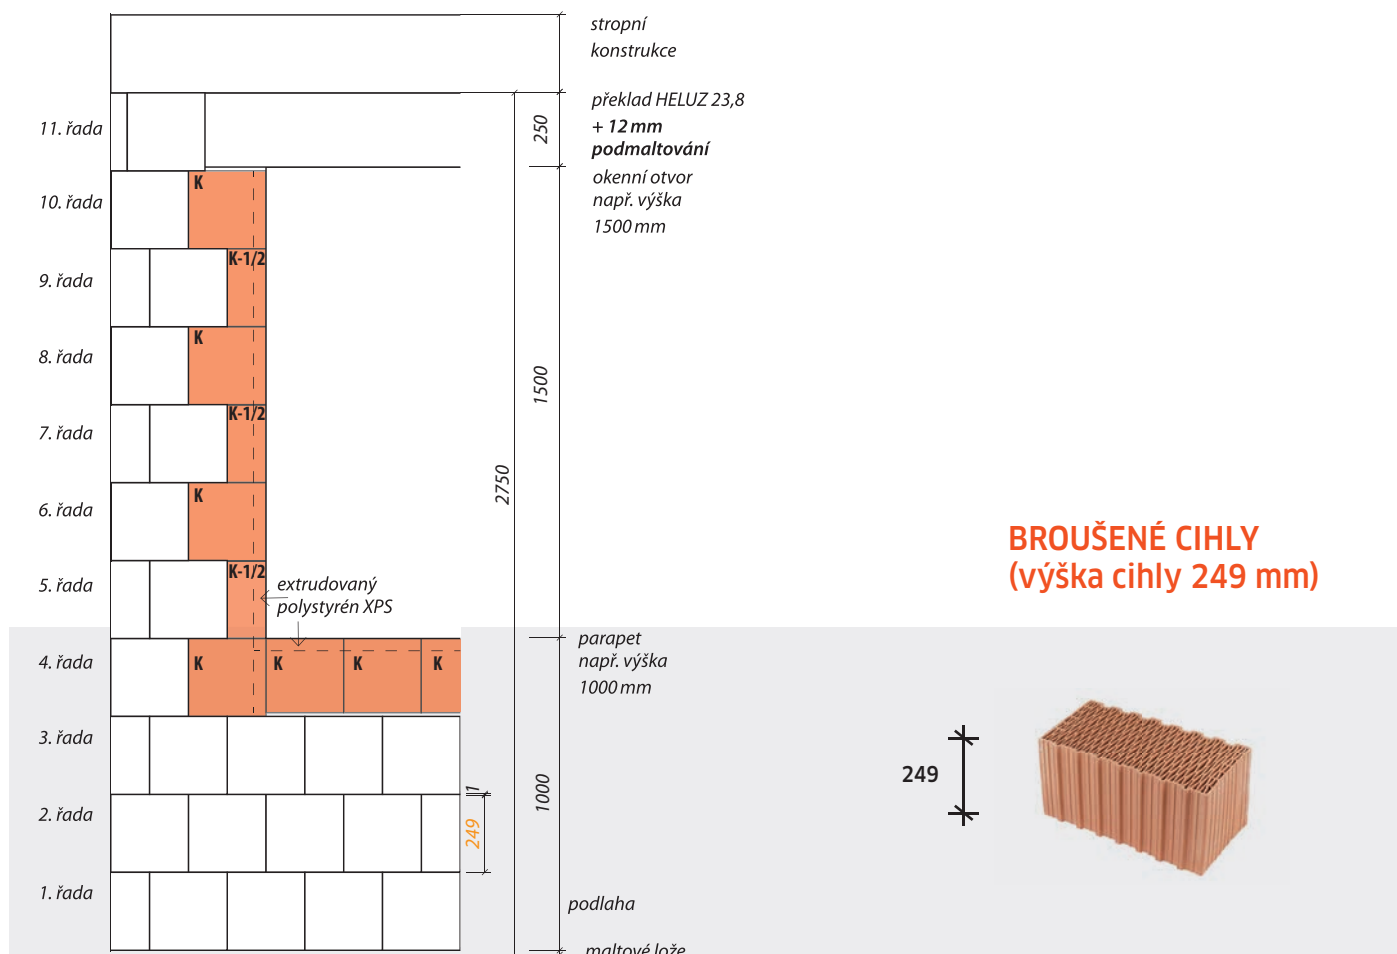 stropní
konstrukce
11. řada
250
překlad HELUZ 23,8
+ 12 mm
podmaltování
10. řada
K
okenní otvor
např. výška
1500 mm
9. řada
K-1/2
8. řada
K
1500
7. řada
K-1/2
2750
6. řada
K
5. řada
K-1/2
extrudovaný
polystyrén XPS
4. řada
K
K
K
K
parapet
např. výška
1000 mm
3. řada
2. řada
1
249
1000
1. řada
podlaha
maltové lože
BROUŠENÉ CIHLY
(výška cihly 249 mm)
249